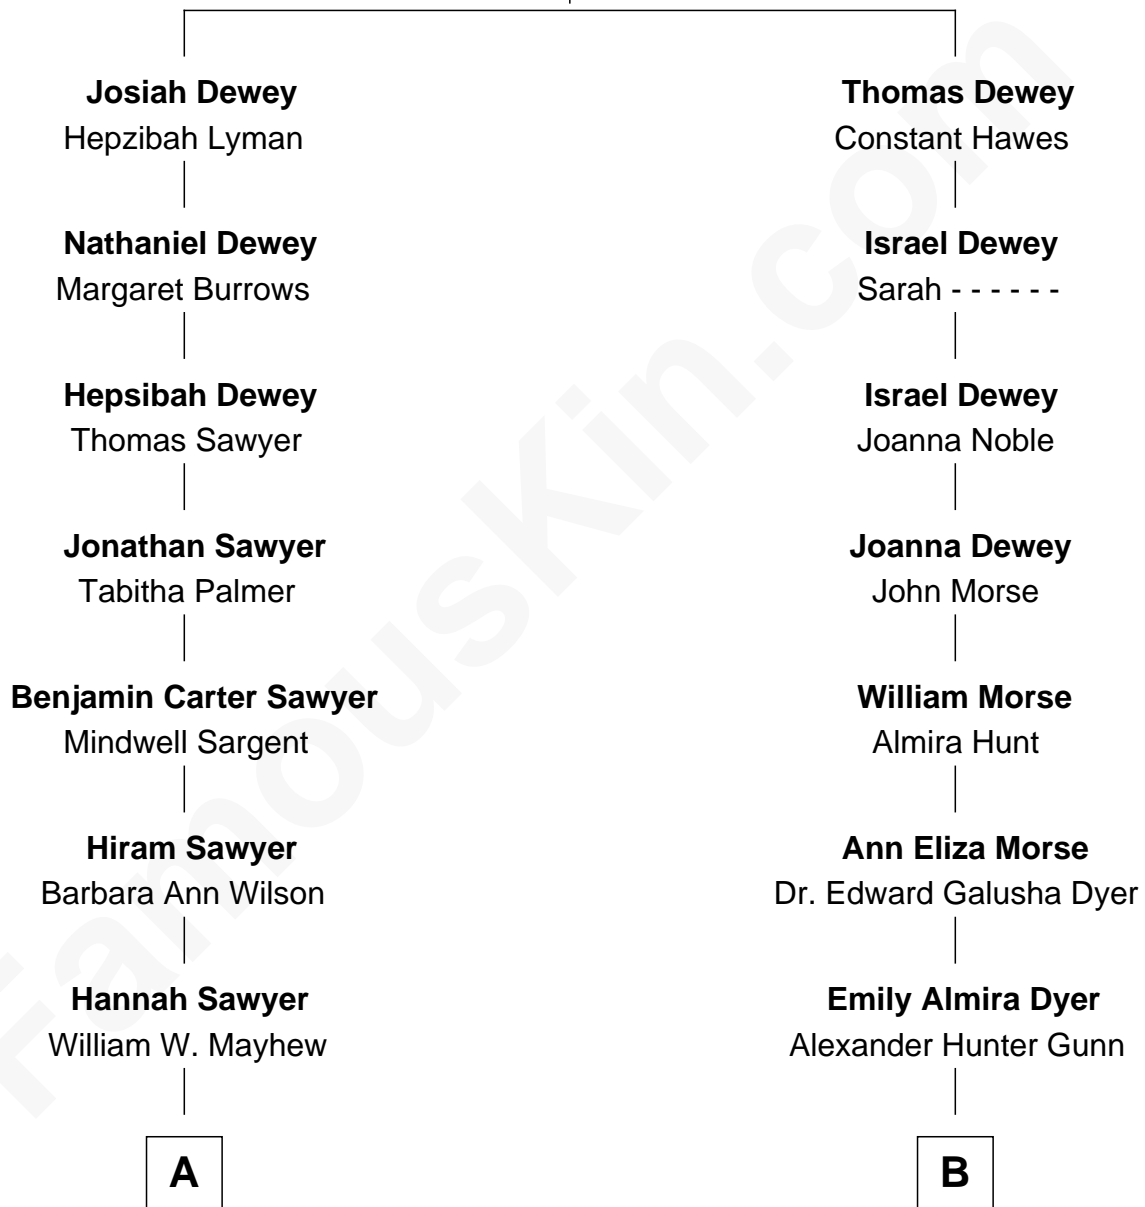 Josiah Dewey
Hepzibah Lyman
Nathaniel Dewey
Margaret Burrows
Hepsibah Dewey
Thomas Sawyer
Jonathan Sawyer
Tabitha Palmer
Benjamin Carter Sawyer
Mindwell Sargent
Hiram Sawyer
Barbara Ann Wilson
Hannah Sawyer
William W. Mayhew
A
Thomas Dewey
Constant Hawes
Israel Dewey
Sarah - - - - - -
Israel Dewey
Joanna Noble
Joanna Dewey
John Morse
William Morse
Almira Hunt
Ann Eliza Morse
Dr. Edward Galusha Dyer
Emily Almira Dyer
Alexander Hunter Gunn
B
FamousKin.com